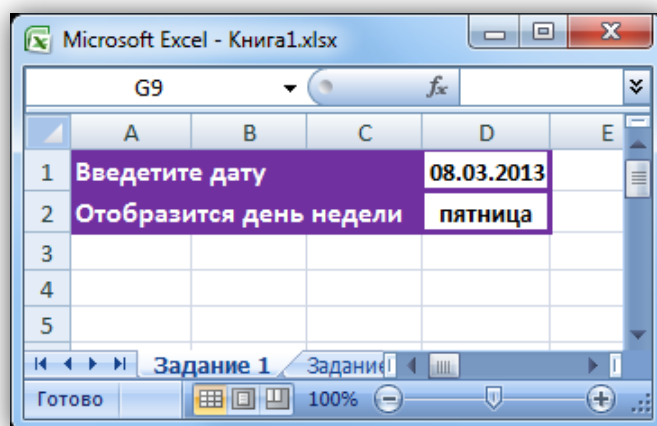 Microsoft Excel - Книга1.xlsx
G9 fx
A B C D E
1 Введетите дату 08.03.2013
2 Отобразится день недели пятница
3
4
5
Задание 1 Задание
Готово 100%